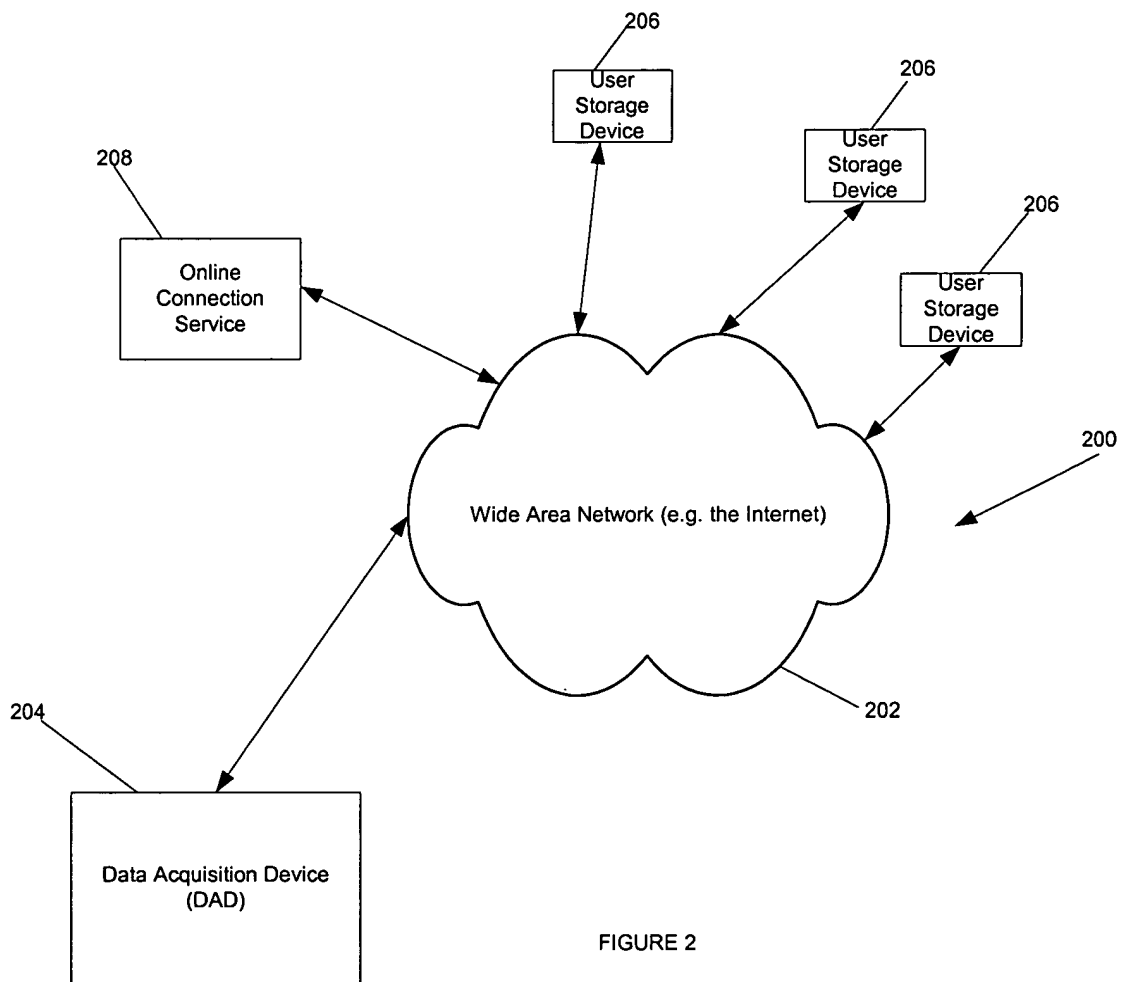 206
User
Storage
Device
206
User
Storage
Device
208
206
Online
Connection
Service
User
Storage
Device
200
Wide Area Network (e.g. the Internet)
202
204
Data Acquisition Device
(DAD)
FIGURE 2